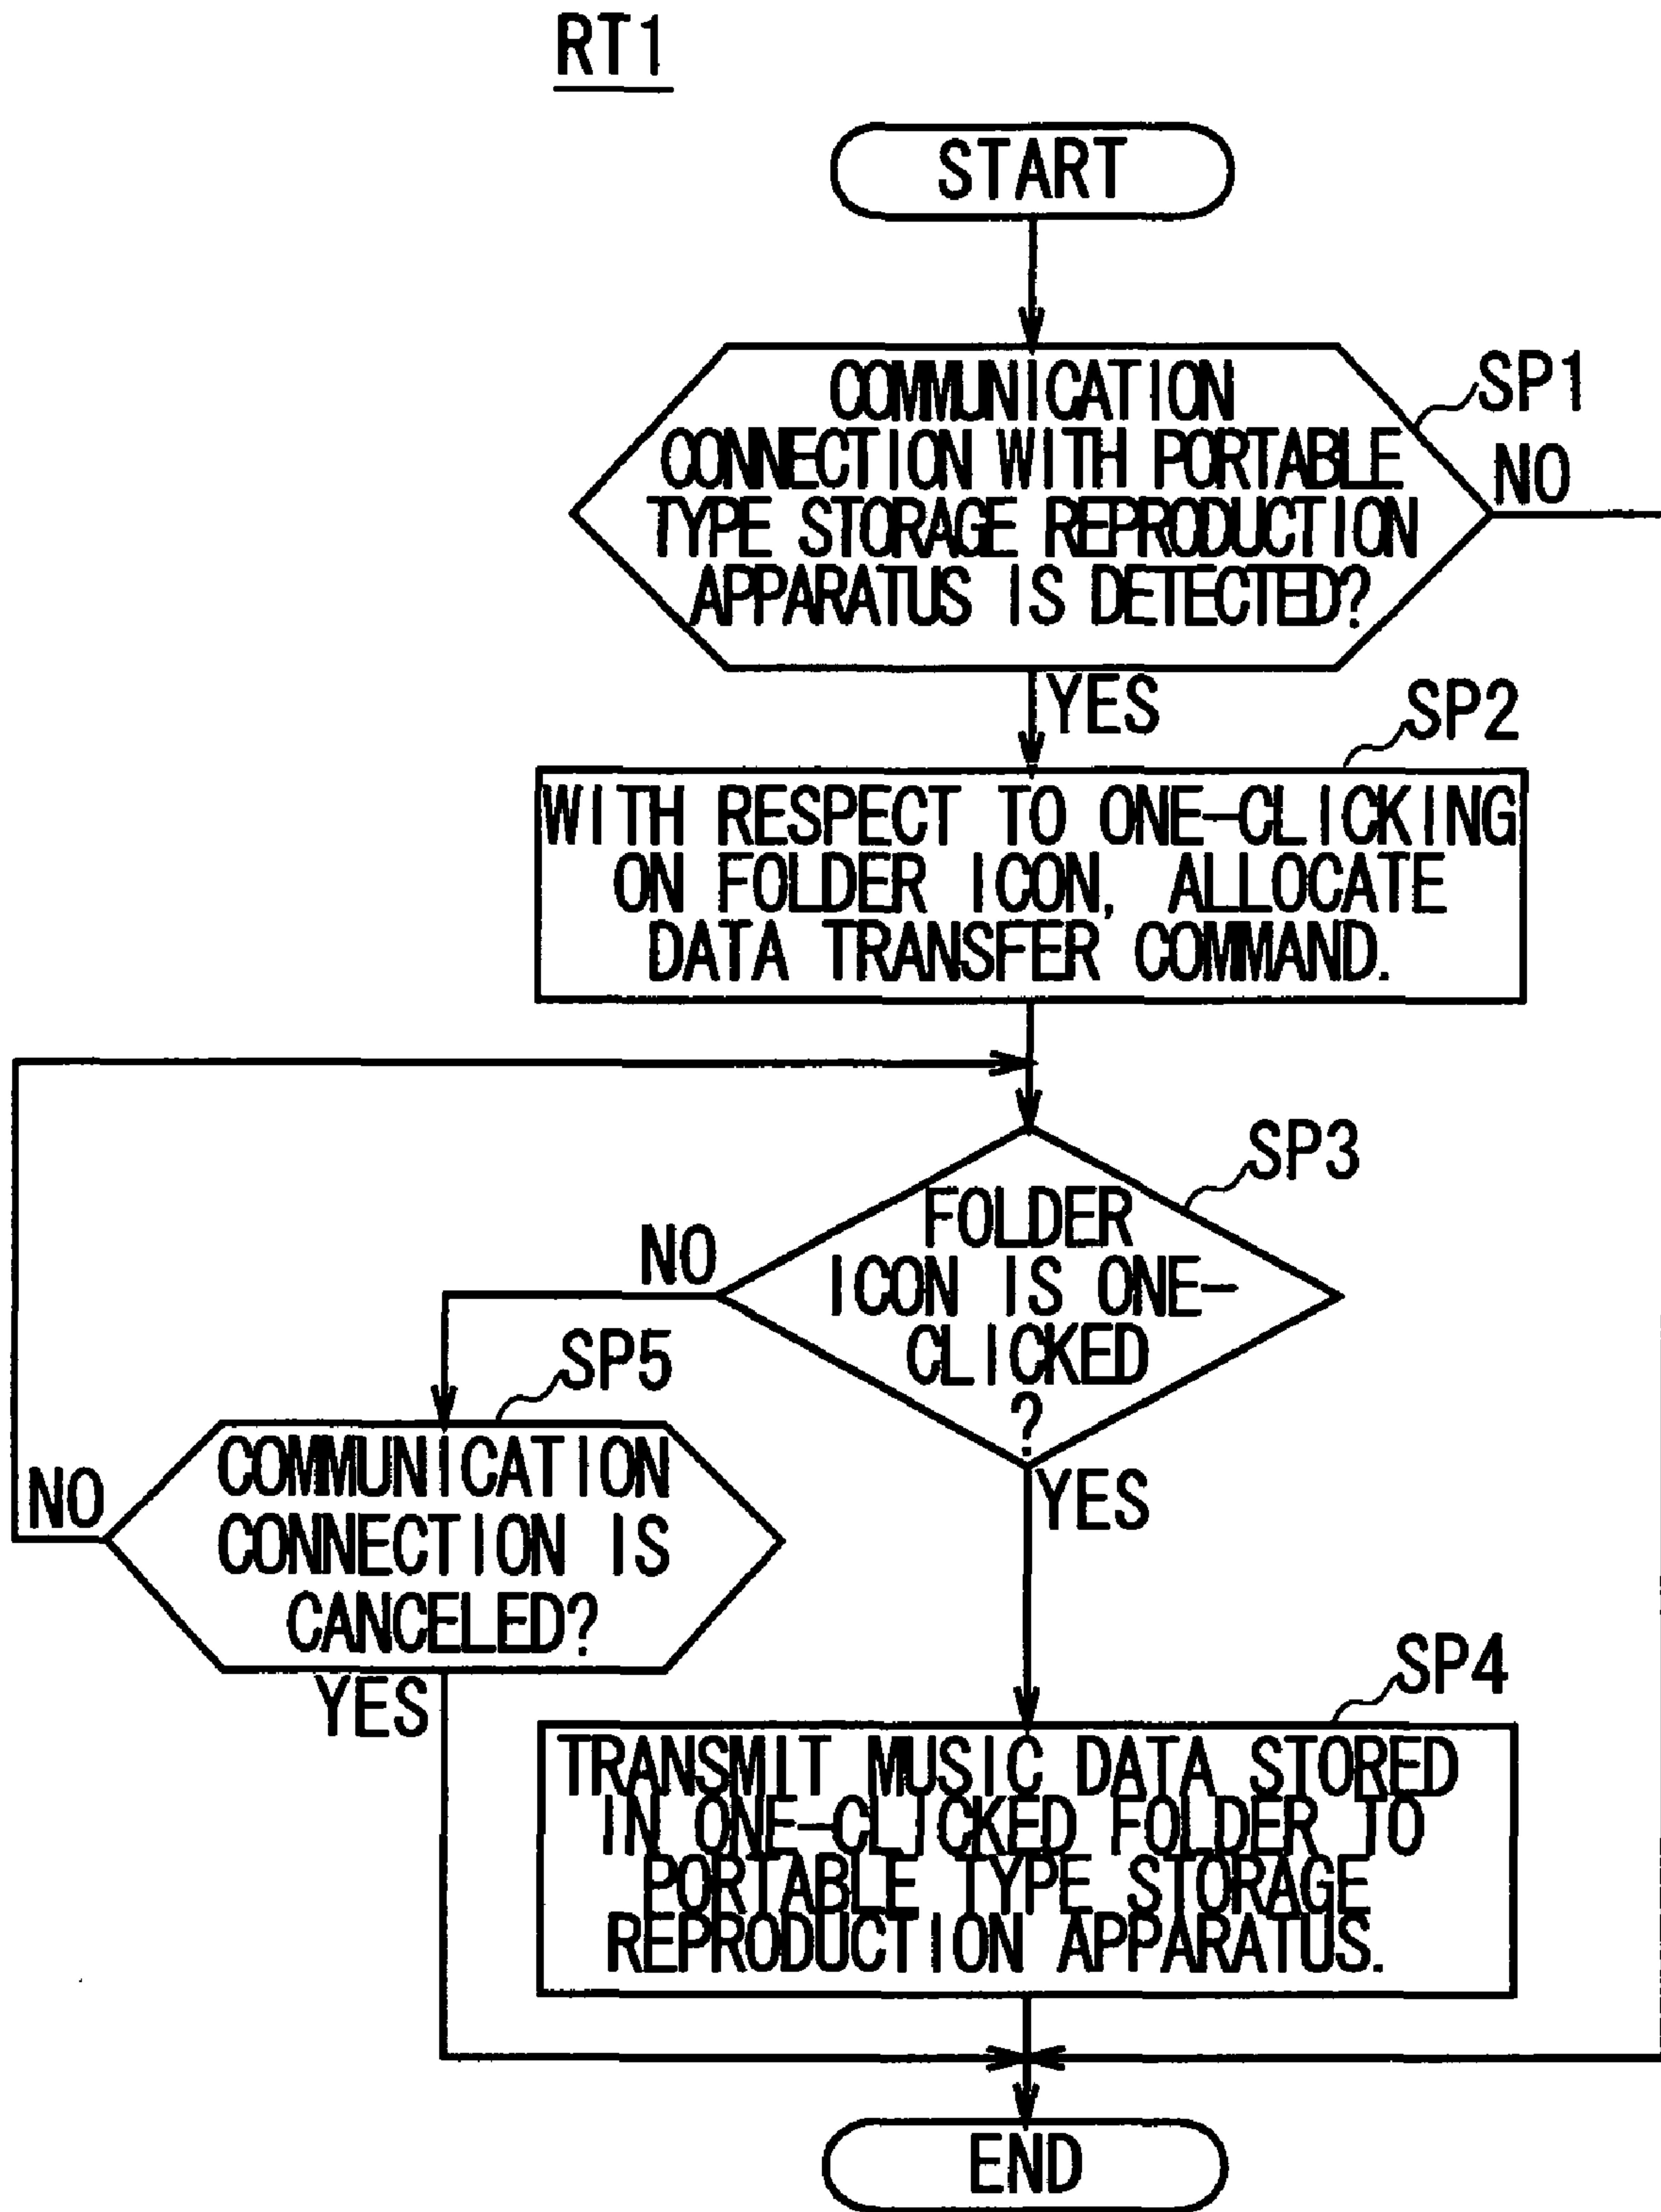 RT1
START
COMMUNICATION
CONNECTION WITH PORTABLE
TYPE STORAGE REPRODUCTION
APPARATUS IS DETECTED?
SP1
NO
YES
SP2
WITH RESPECT TO ONE-CLICKING
ON FOLDER ICON, ALLOCATE
DATA TRANSFER COMMAND.
SP3
FOLDER
ICON IS ONE-
CLICKED
?
NO
YES
SP5
COMMUNICATION
CONNECTION IS
CANCELED?
NO
YES
SP4
TRANSMIT MUSIC DATA STORED
IN ONE-CLICKED FOLDER TO
PORTABLE TYPE STORAGE
REPRODUCTION APPARATUS.
END